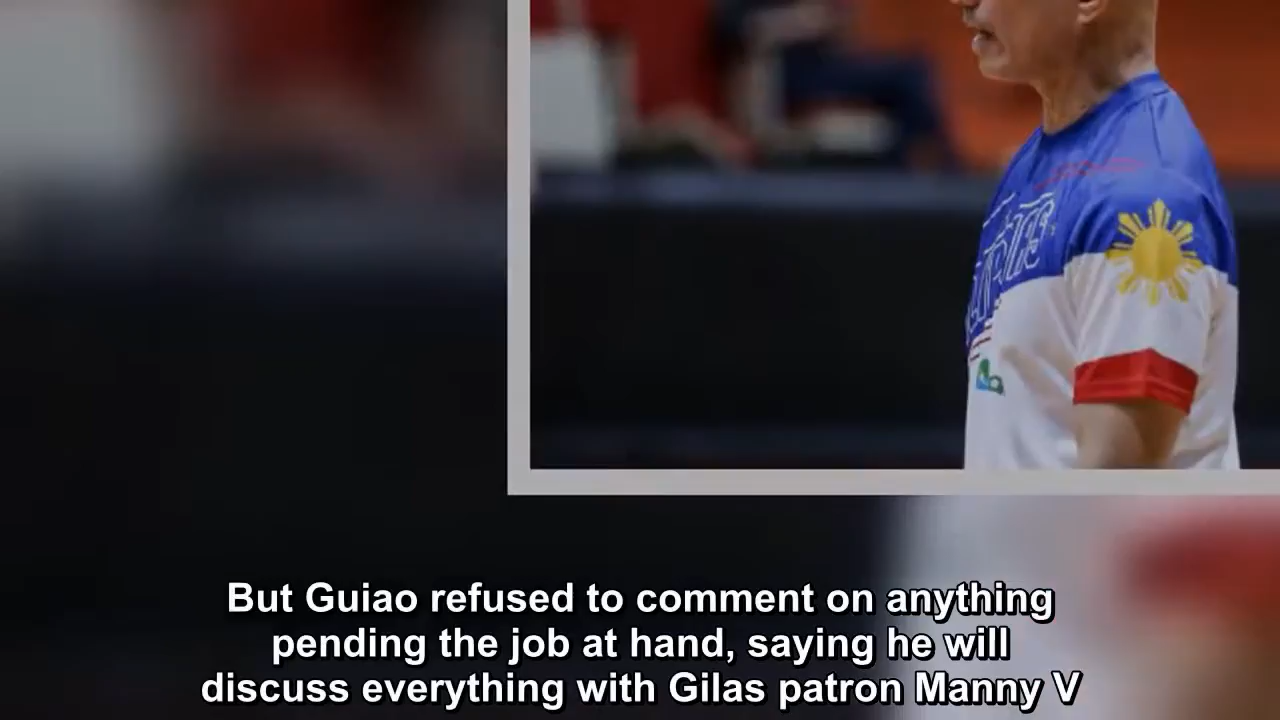 But Guiao refused to comment on anything
pending the job at hand, saying he will
discuss everything with Gilas patron Manny V